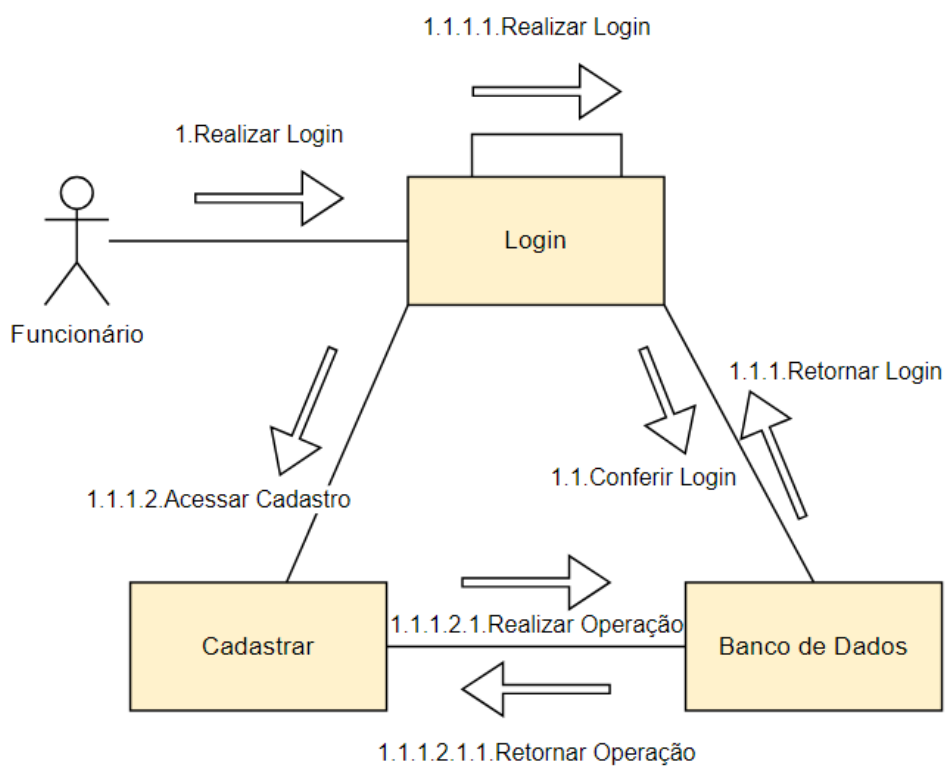 1.1.1.1.Realizar Login
1.Realizar Login
Login
Funcionário
1.1.1.Retornar Login
1.1.Conferir Login
1.1.1.2.Acessar Cadastro
1.1.1.2.1.Realizar Operação
Cadastrar
Banco de Dados
1.1.1.2.1.1.Retornar Operação